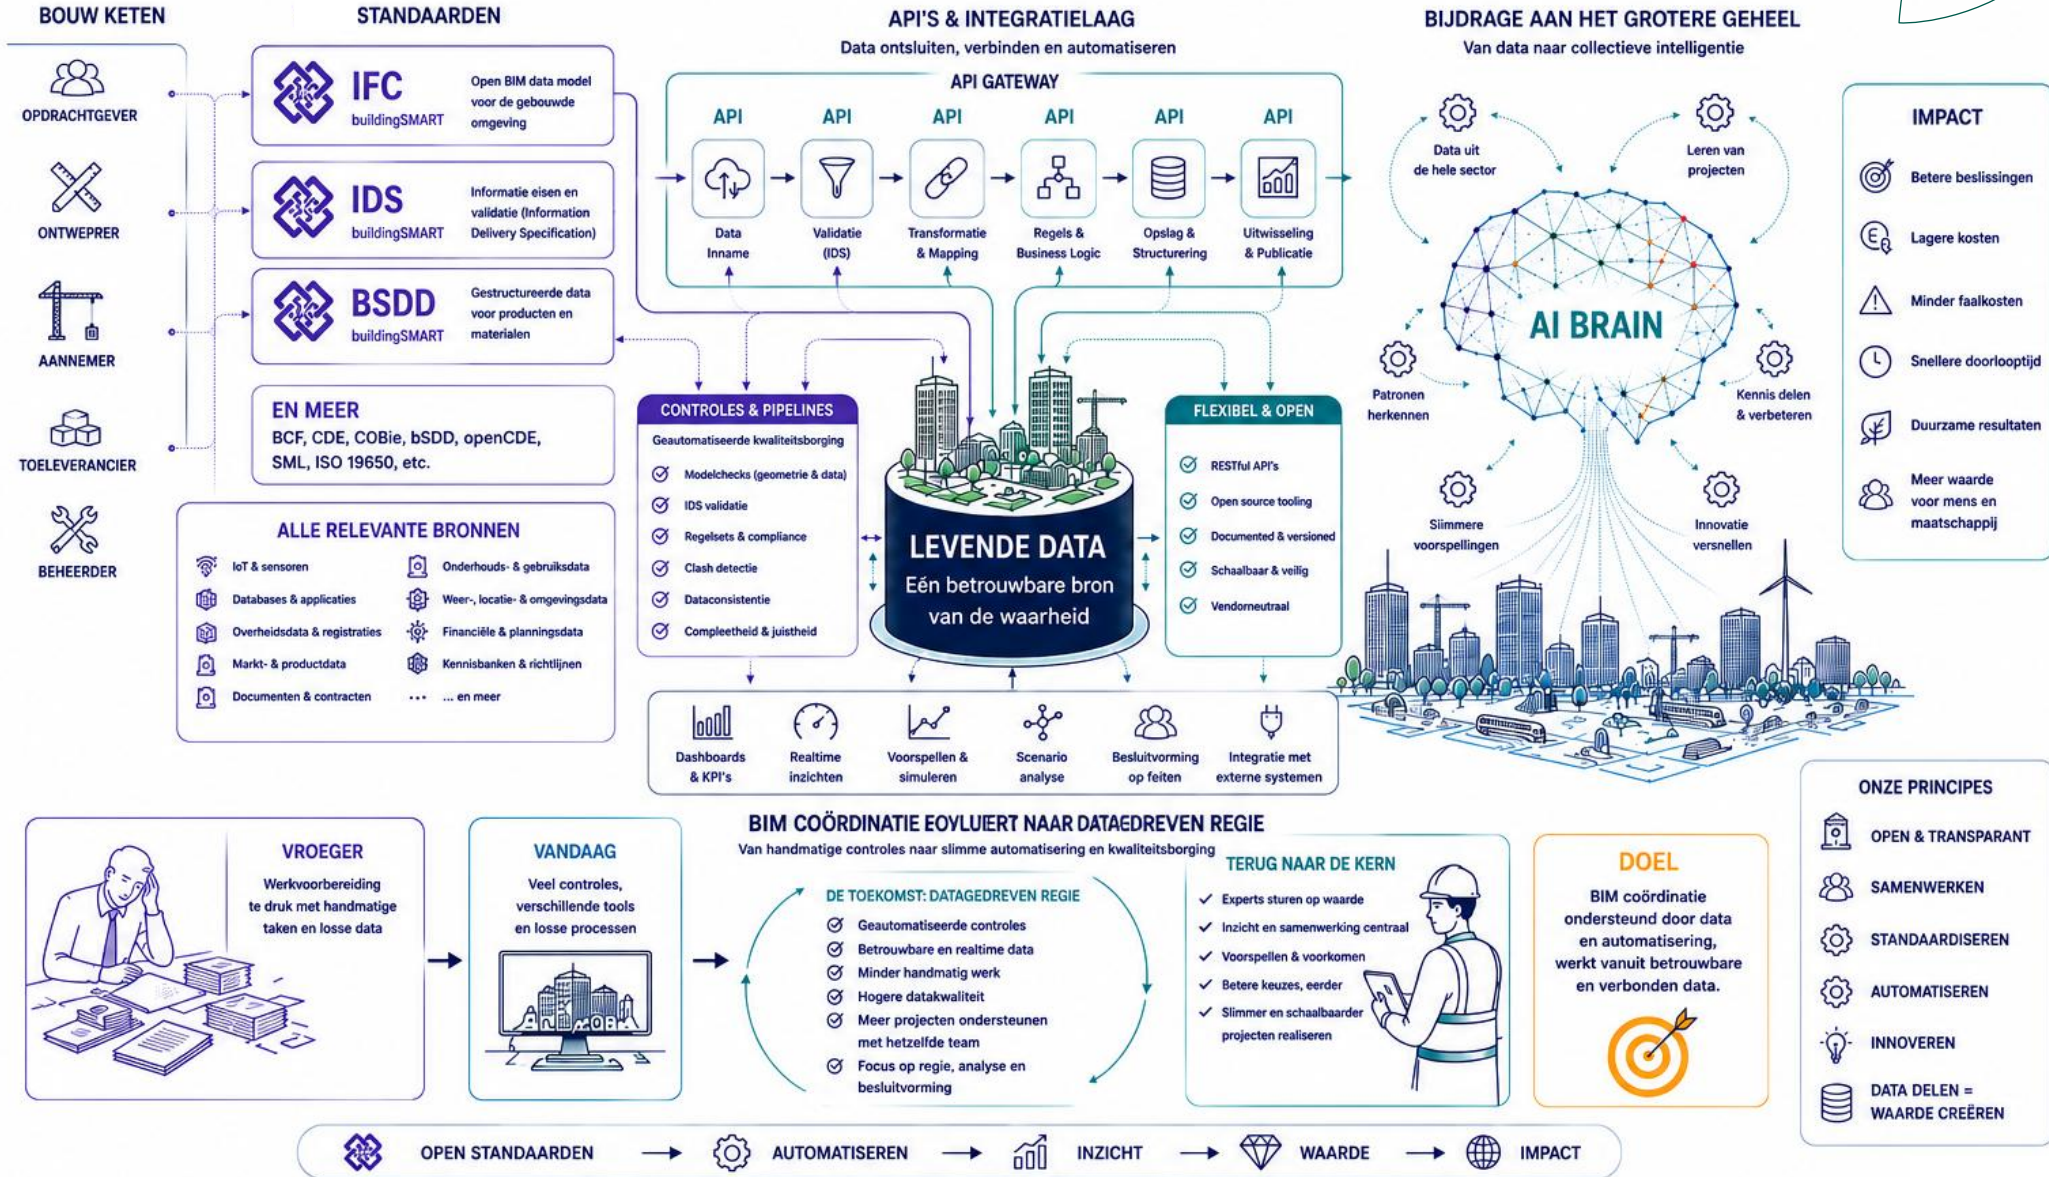 BOUW KETEN
OPDRACHTGEVER
ONTWEPRER
AANNEMER
TOELEVERANCIER
BEHEERDER
STANDAARDEN
IFC
buildingSMART
Open BIM data model
voor de gebouwde
omgeving
IDS
buildingSMART
Informatie eisen en
validatie (Information
Delivery Specification)
BSDD
buildingSMART
Gestructureerde data
voor producten en
materialen
EN MEER
BCF, CDE, COBie, bSDD, openCDE,
SML, ISO 19650, etc.
ALLE RELEVANTE BRONNEN
IoT & sensoren
Databases & applicaties
Overheidsdata & registraties
Markt- & productdata
Documenten & contracten
Onderhouds- & gebruiksdata
Weer-, locatie- & omgevingsdata
Financiële & planningsdata
Kennisbanken & richtlijnen
... en meer
API'S & INTEGRATIELAAG
Data ontsluiten, verbinden en automatiseren
API GATEWAY
API API API API API API
Data
Inname
Validatie
(IDS)
Transformatie
& Mapping
Regels &
Business Logic
Opslag &
Structurering
Uitwisseling
& Publicatie
CONTROLES & PIPELINES
Geautomatiseerde kwaliteitsborging
Modelchecks (geometrie & data)
IDS validatie
Regelsets & compliance
Clash detectie
Dataconsistentie
Compleetheid & juistheid
LEVENDE DATA
Eén betrouwbare bron
van de waarheid
FLEXIBEL & OPEN
RESTful API's
Open source tooling
Documented & versioned
Schaalbaar & veilig
Vendorneutraal
Dashboards
& KPI's
Realtime
inzichten
Voorspellen &
simuleren
Scenario
analyse
Besluitvorming
op feiten
Integratie met
externe systemen
BIJDRAGE AAN HET GROTERE GEHEEL
Van data naar collectieve intelligentie
Data uit
de hele sector
Leren van
projecten
AI BRAIN
Patronen
herkennen
Kennis delen
& verbeteren
Siimmere
voorspellingen
Innovatie
versnellen
IMPACT
Betere beslissingen
Lagere kosten
Minder faalkosten
Snellere doorlooptijd
Duurzame resultaten
Meer waarde
voor mens en
maatschappij
VROEGER
Werkvoorbereiding
te druk met handmatige
taken en losse data
VANDAAG
Veel controles,
verschillende tools
en losse processen
BIM COÖRDINATIE EOYLUERT NAAR DATAEDREVEN REGIE
Van handmatige controles naar slimme automatisering en kwaliteitsborging
DE TOEKOMST: DATAGEDREVEN REGIE
Geautomatiseerde controles
Betrouwbare en realtime data
Minder handmatig werk
Hogere datakwaliteit
Meer projecten ondersteunen
met hetzelfde team
Focus op regie, analyse en
besluitvorming
TERUG NAAR DE KERN
Experts sturen op waarde
Inzicht en samenwerking centraal
Voorspellen & voorkomen
Betere keuzes, eerder
Slimmer en schaalbaarder
projecten realiseren
DOEL
BIM coördinatie
ondersteund door data
en automatisering,
werkt vanuit betrouwbare
en verbonden data.
ONZE PRINCIPES
OPEN & TRANSPARANT
SAMENWERKEN
STANDAARDISEREN
AUTOMATISEREN
INNOVEREN
DATA DELEN =
WAARDE CREËREN
OPEN STANDAARDEN
AUTOMATISEREN
INZICHT
WAARDE
IMPACT